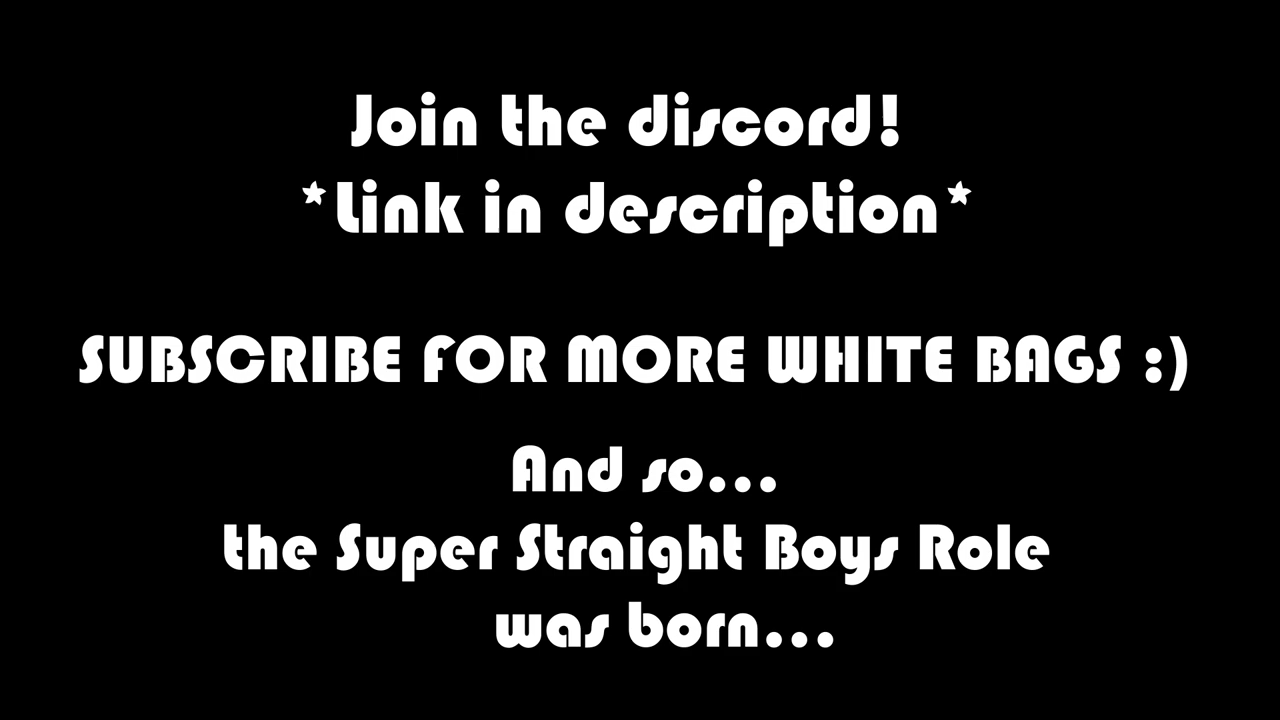 Join the discord!
*Link in description*
SUBSCRIBE FOR MORE WHITE BAGS :)
And so...
the Super Straight Boys Role
was born...